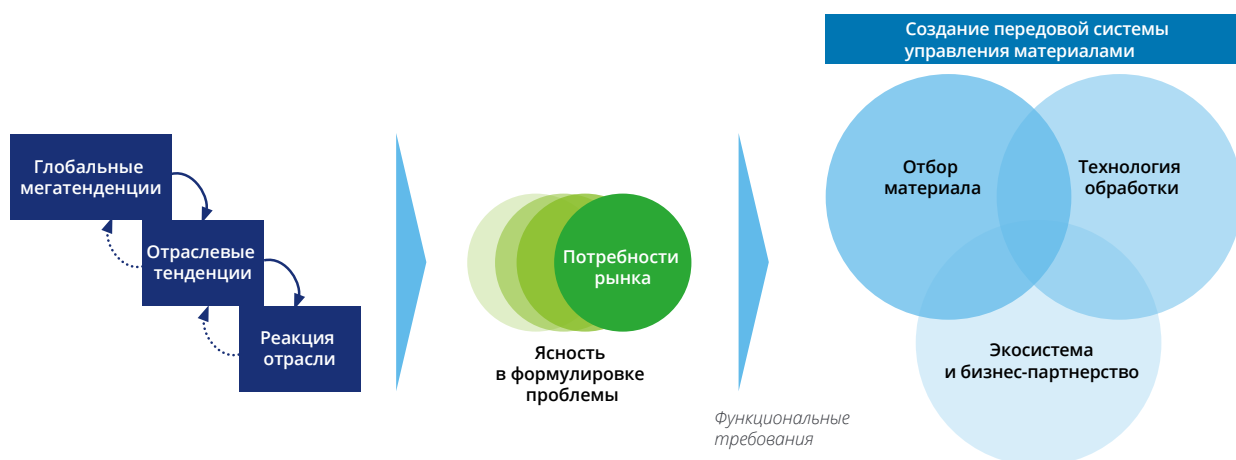 Глобальные
мегатенденции
Отраслевые
тенденции
Реакция
отрасли
Потребности
рынка
Ясность
в формулировке
проблемы
Функциональные
требования
Создание передовой системы
управления материалами
Отбор
материала
Технология
обработки
Экосистема
и бизнес-партнерство